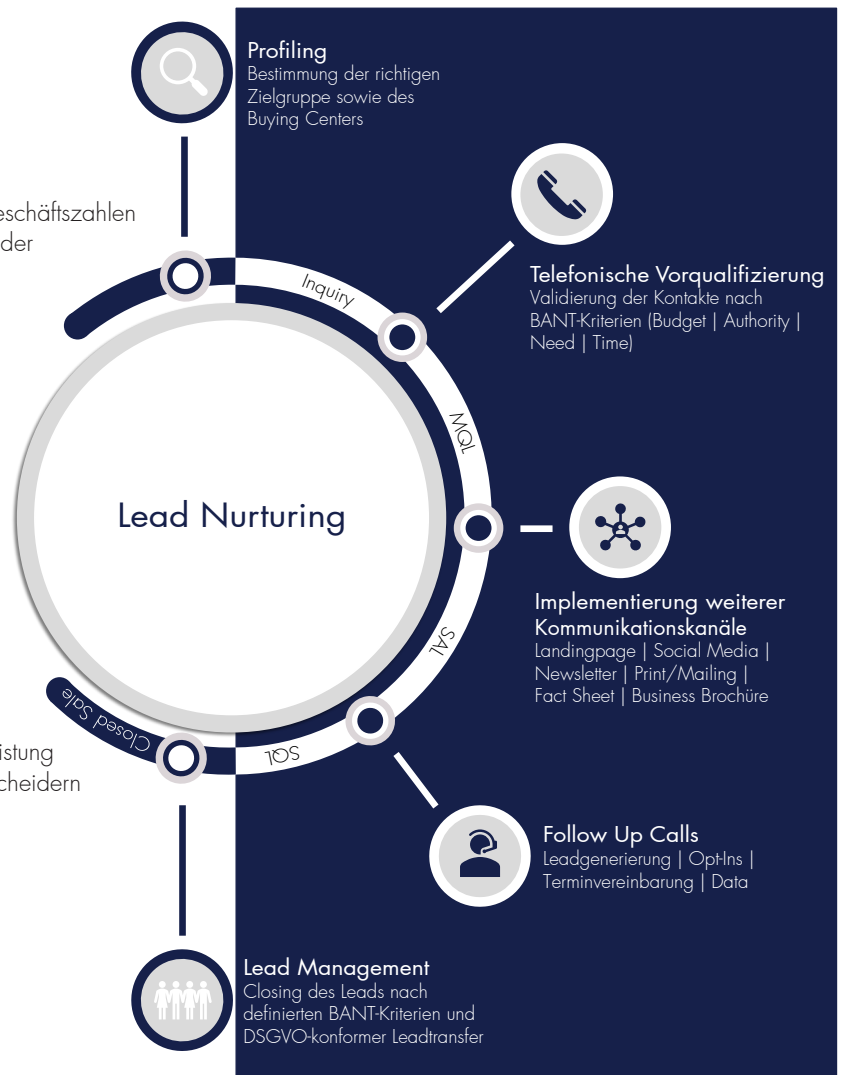 Profiling
Bestimmung der richtigen
Zielgruppe sowie des
Buying Centers
eschäftszahlen
der
Inquiry
Telefonische Vorqualifizierung
Validierung der Kontakte nach
BANT-Kriterien (Budget | Authority |
Need | Time)
MQL
Lead Nurturing
Implementierung weiterer
Kommunikationskanäle
Landingpage | Social Media |
Newsletter | Print/Mailing |
Fact Sheet | Business Brochüre
SAL
Closed Sale
SQL
istung
cheidern
Follow Up Calls
Leadgenerierung | Opt-Ins |
Terminvereinbarung | Data
Lead Management
Closing des Leads nach
definierten BANT-Kriterien und
DSGVO-konformer Leadtransfer